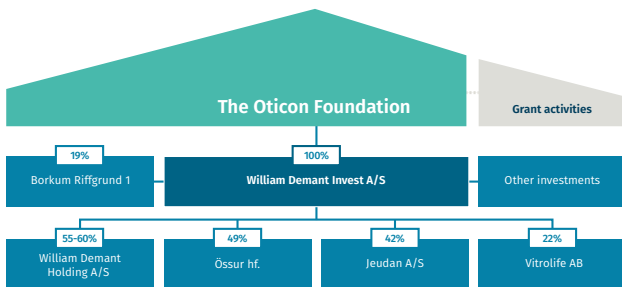 The Oticon Foundation
Grant activities
19%
100%
Borkum Riffgrund 1
William Demant Invest A/S
Other investments
55-60%
49%
42%
22%
William Demant
Holding A/S
Össur hf.
Jeudan A/S
Vitrolife AB